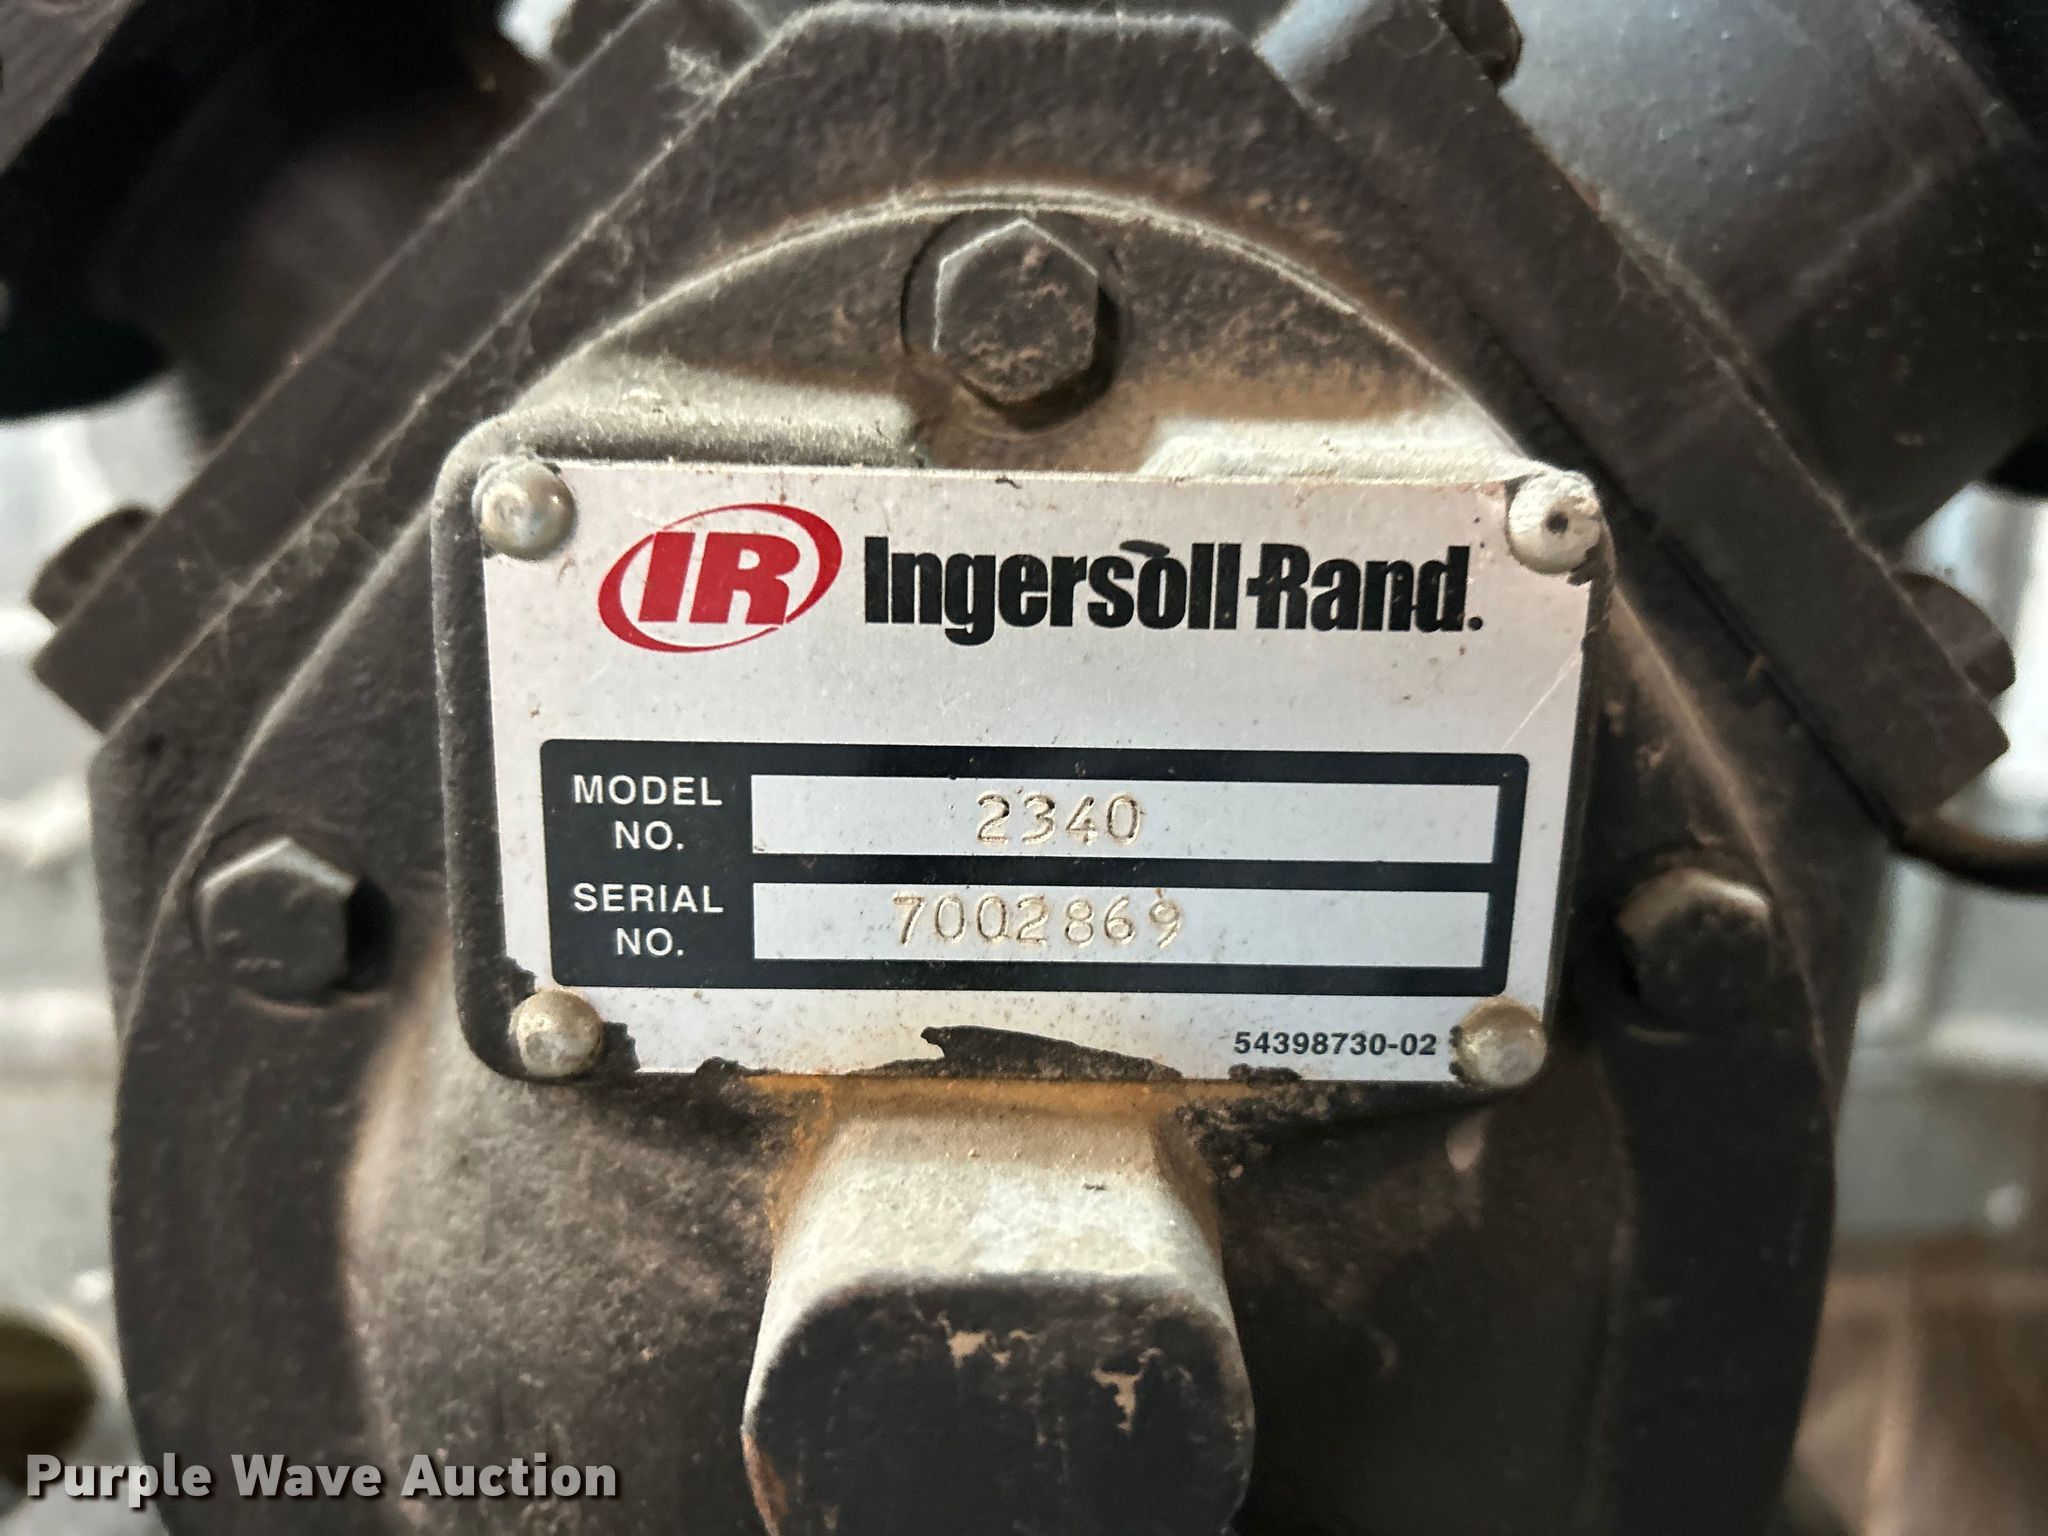 IR Ingersoll-Rand.
MODEL NO. 2340
SERIAL NO. 7002869
54398730-02
Purple Wave Auction